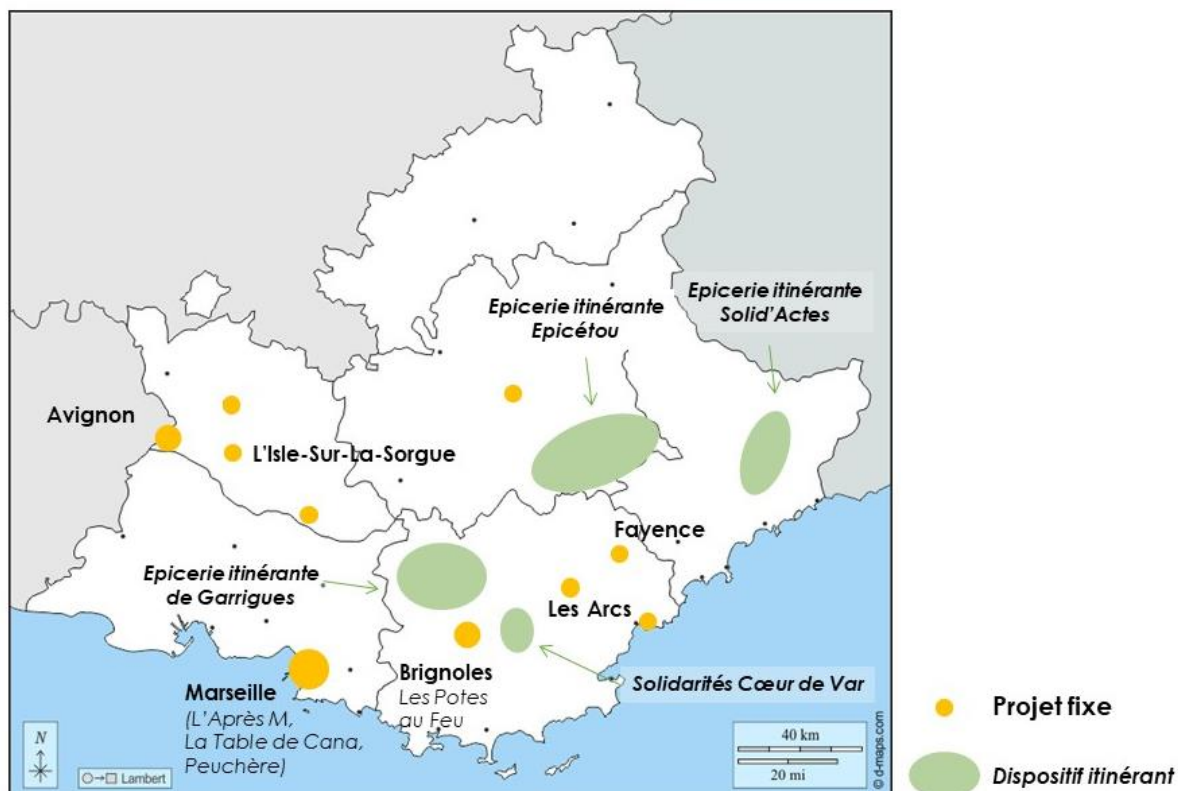 Epicerie itinérante
Solid'Actes
Epicerie itinérante
Epicétou
Avignon
L'Isle-Sur-La-Sorgue
Fayence
Epicerie itinérante
de Garrigues
Les Arcs
Brignoles
Les Potes
au Feu
Solidarités Cœur de Var
Marseille
(L'Après M,
La Table de Cana,
Peuchère)
Projet fixe
Dispositif itinérant
N
Lambert
40 km
20 mi
© d-maps.com